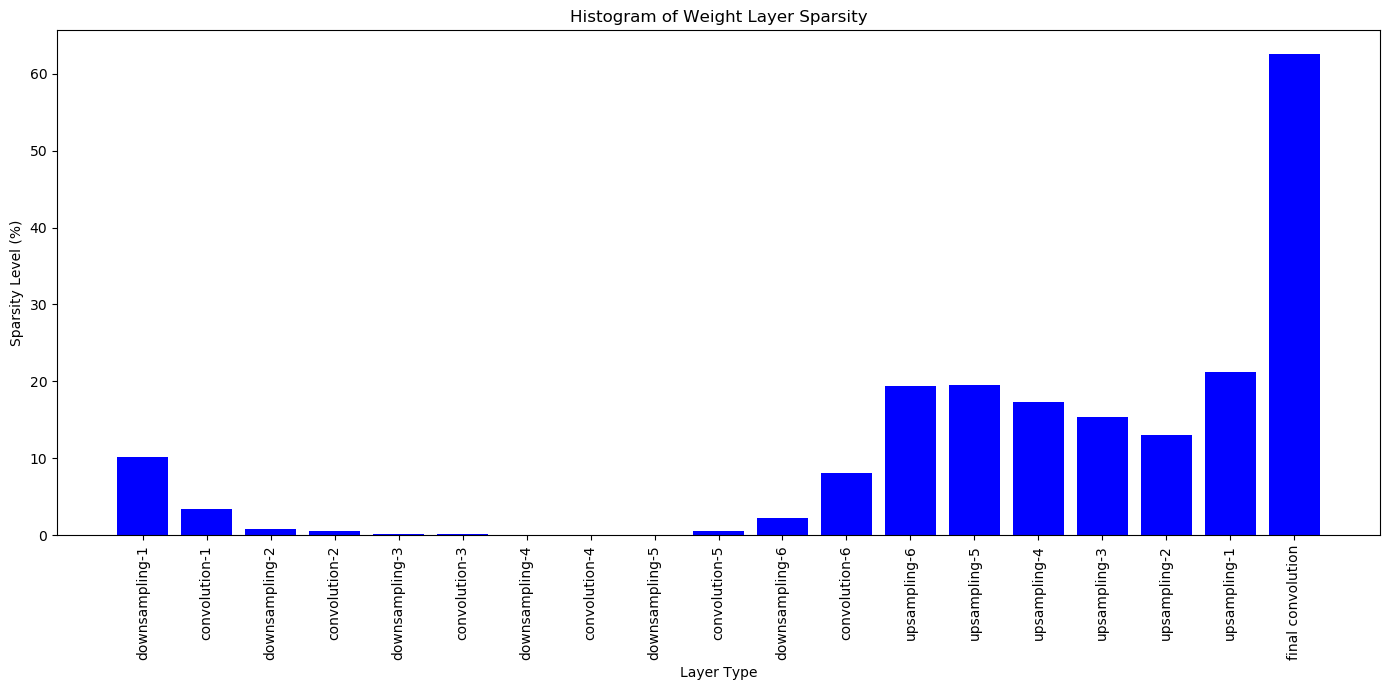 Histogram of Weight Layer Sparsity
Sparsity Level (%)
60
50
40
30
20
10
0
downsampling-1
convolution-1
downsampling-2
convolution-2
downsampling-3
convolution-3
downsampling-4
convolution-4
downsampling-5
convolution-5
downsampling-6
convolution-6
upsampling-6
upsampling-5
upsampling-4
upsampling-3
upsampling-2
upsampling-1
final convolution
Layer Type